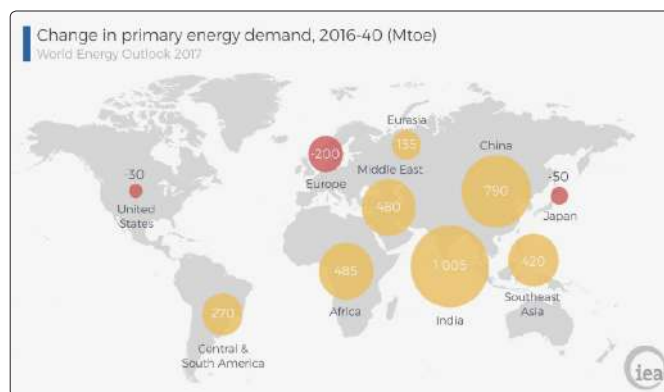 Change in primary energy demand, 2016-40 (Mtoe)
World Energy Outlook 2017
Eurasia
135
China
-200
-30
Europe
Middle East
-50
United
States
480
790
Japan
485
1 005
420
Africa
India
Southeast
Asia
270
Central &
South America
iea